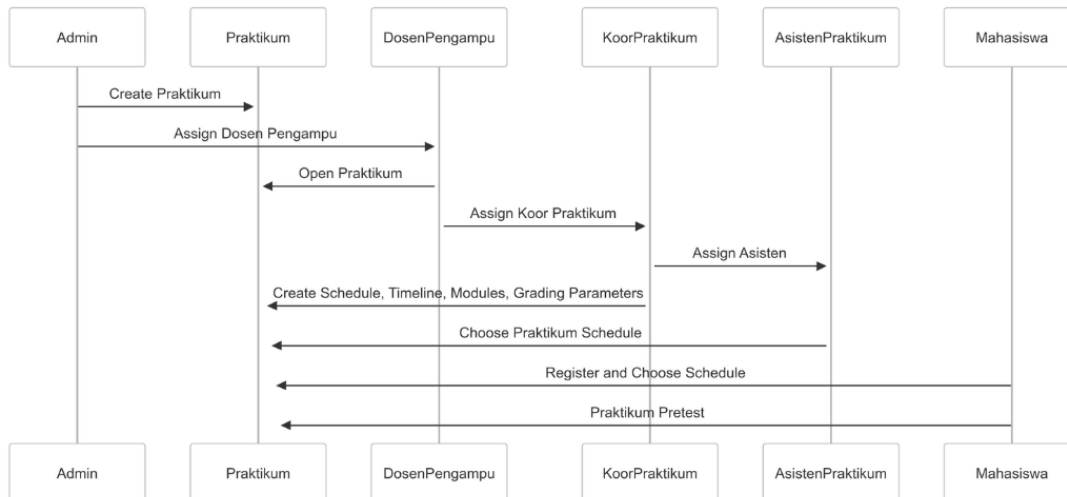 Admin
Praktikum
DosenPengampu
KoorPraktikum
AsistenPraktikum
Mahasiswa
Create Praktikum
Assign Dosen Pengampu
Open Praktikum
Assign Koor Praktikum
Assign Asisten
Create Schedule, Timeline, Modules, Grading Parameters
Choose Praktikum Schedule
Register and Choose Schedule
Praktikum Pretest
Admin
Praktikum
DosenPengampu
KoorPraktikum
AsistenPraktikum
Mahasiswa